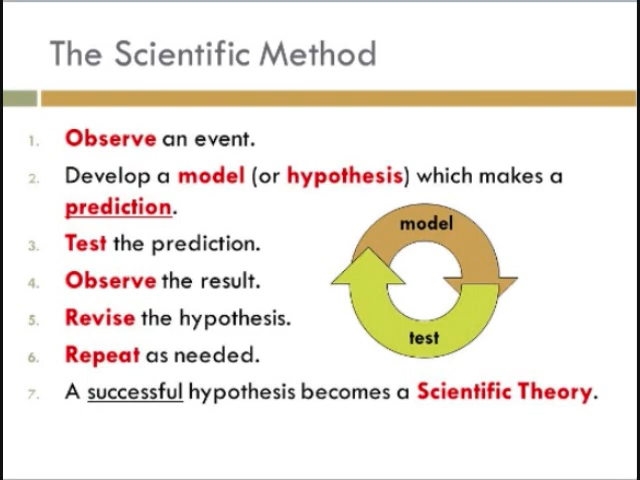 The Scientific Method
1. Observe an event.
2. Develop a model (or hypothesis) which makes a
prediction.
3. Test the prediction.
4. Observe the result.
5. Revise the hypothesis.
6. Repeat as needed.
7. A successful hypothesis becomes a Scientific Theory.
model
test